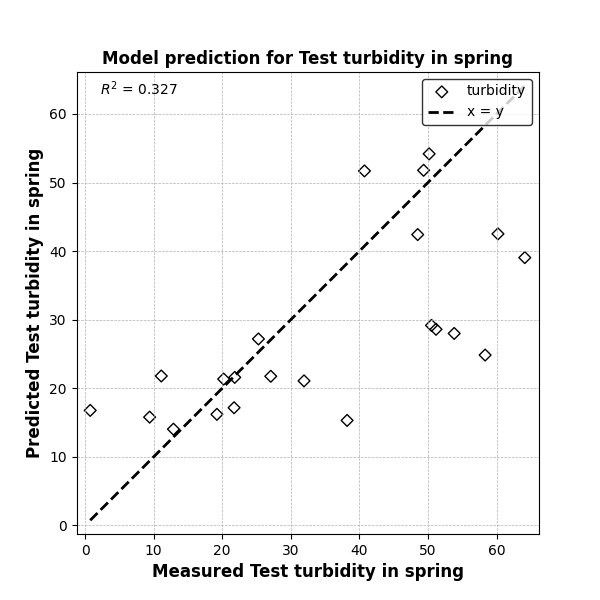 Model prediction for Test turbidity in spring
R² = 0.327
turbidity
x = y
Predicted Test turbidity in spring
60
50
40
30
20
10
0
0 10 20 30 40 50 60
Measured Test turbidity in spring